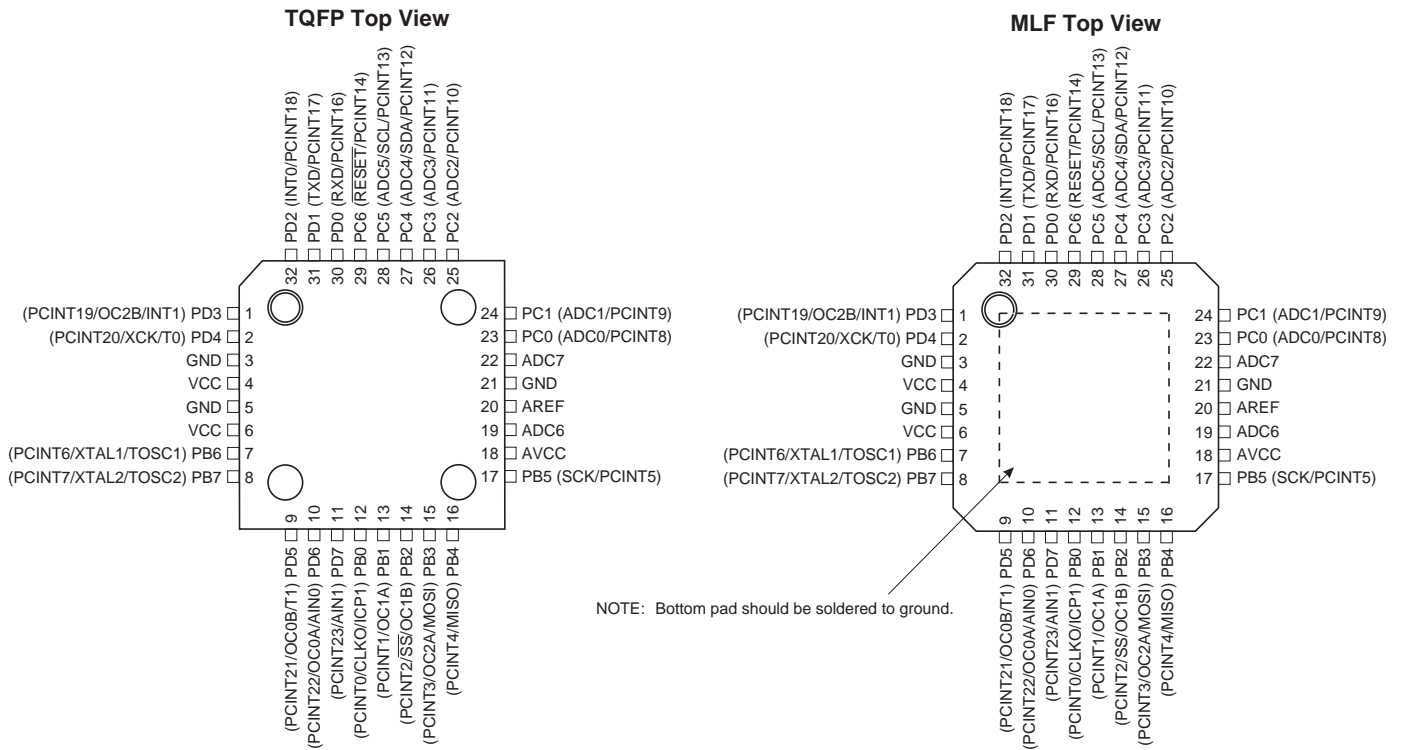 TQFP Top View
PD2 (INT0/PCINT18)
PD1 (TXD/PCINT17)
PD0 (RXD/PCINT16)
PC6 (RESET/PCINT14)
PC5 (ADC5/SCL/PCINT13)
PC4 (ADC4/SDA/PCINT12)
PC3 (ADC3/PCINT11)
PC2 (ADC2/PCINT10)
32
31
30
29
28
27
26
25
(PCINT19/OC2B/INT1) PD3 1
(PCINT20/XCK/T0) PD4 2
GND 3
VCC 4
GND 5
VCC 6
(PCINT6/XTAL1/TOSC1) PB6 7
(PCINT7/XTAL2/TOSC2) PB7 8
24 PC1 (ADC1/PCINT9)
23 PC0 (ADC0/PCINT8)
22 ADC7
21 GND
20 AREF
19 ADC6
18 AVCC
17 PB5 (SCK/PCINT5)
9
10
11
12
13
14
15
16
(PCINT21/OC0B/T1) PD5
(PCINT22/OC0A/AIN0) PD6
(PCINT23/AIN1) PD7
(PCINT0/CLKO/ICP1) PB0
(PCINT1/OC1A) PB1
(PCINT2/SS/OC1B) PB2
(PCINT3/OC2A/MOSI) PB3
(PCINT4/MISO) PB4
MLF Top View
PD2 (INT0/PCINT18)
PD1 (TXD/PCINT17)
PD0 (RXD/PCINT16)
PC6 (RESET/PCINT14)
PC5 (ADC5/SCL/PCINT13)
PC4 (ADC4/SDA/PCINT12)
PC3 (ADC3/PCINT11)
PC2 (ADC2/PCINT10)
32
31
30
29
28
27
26
25
(PCINT19/OC2B/INT1) PD3 1
(PCINT20/XCK/T0) PD4 2
GND 3
VCC 4
GND 5
VCC 6
(PCINT6/XTAL1/TOSC1) PB6 7
(PCINT7/XTAL2/TOSC2) PB7 8
24 PC1 (ADC1/PCINT9)
23 PC0 (ADC0/PCINT8)
22 ADC7
21 GND
20 AREF
19 ADC6
18 AVCC
17 PB5 (SCK/PCINT5)
9
10
11
12
13
14
15
16
(PCINT21/OC0B/T1) PD5
(PCINT22/OC0A/AIN0) PD6
(PCINT23/AIN1) PD7
(PCINT0/CLKO/ICP1) PB0
(PCINT1/OC1A) PB1
(PCINT2/SS/OC1B) PB2
(PCINT3/OC2A/MOSI) PB3
(PCINT4/MISO) PB4
NOTE: Bottom pad should be soldered to ground.